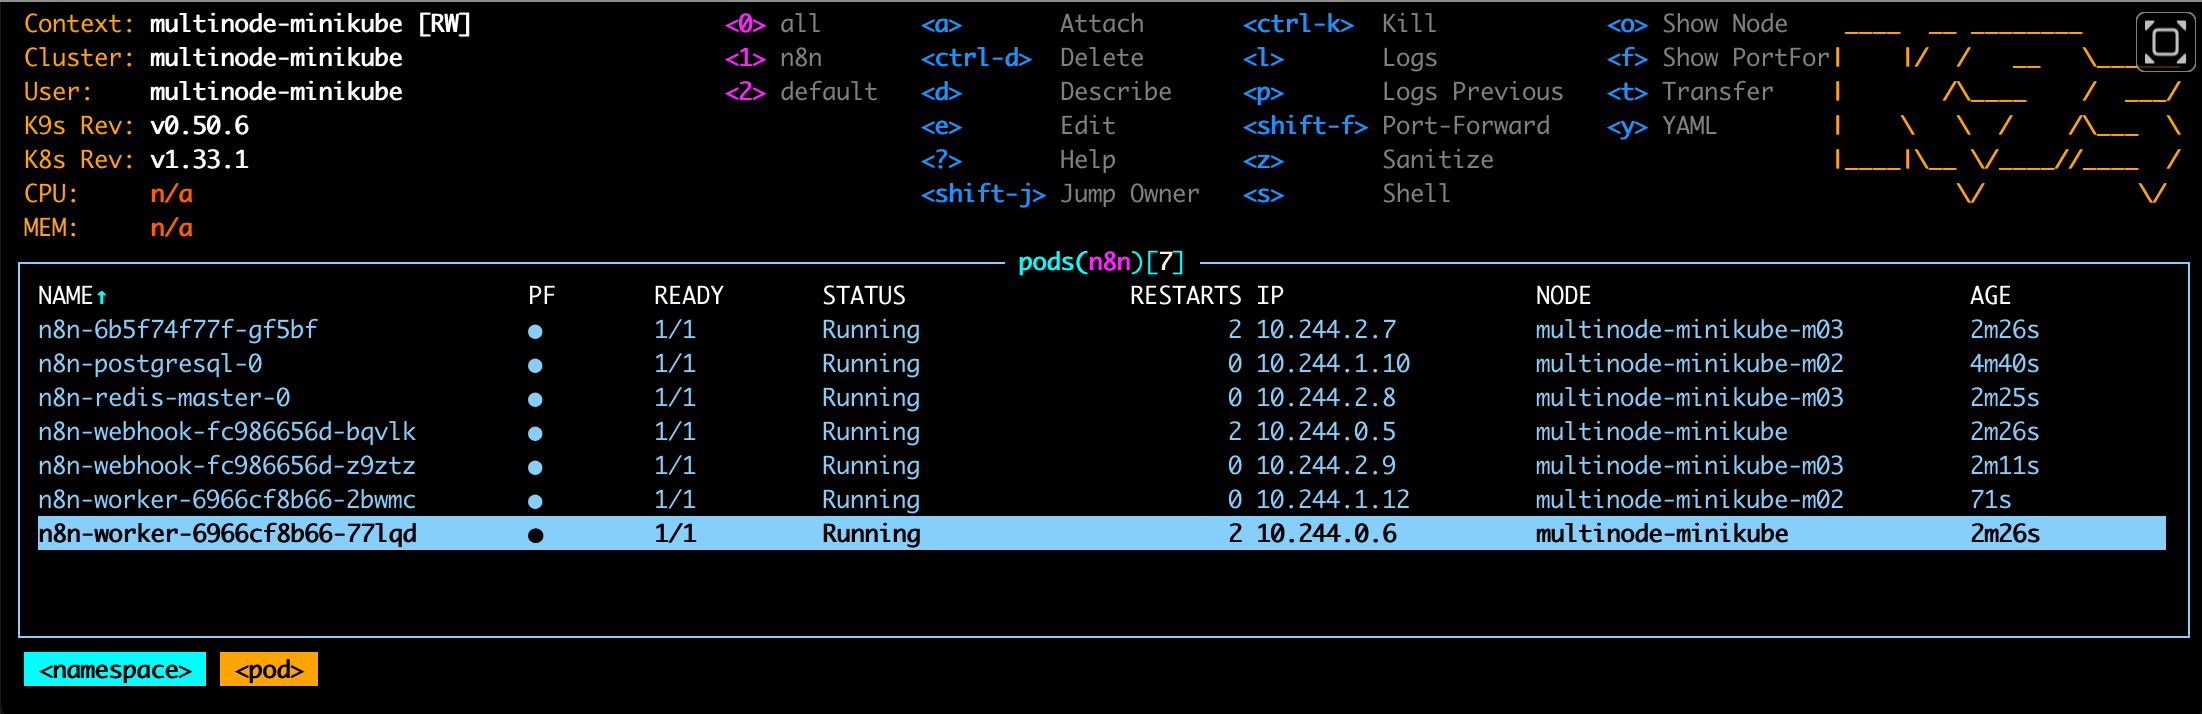 Context: multinode-minikube [RW] <0> all <a> Attach <ctrl-k> Kill <o> Show Node
Cluster: multinode-minikube <1> n8n <ctrl-d> Delete <l> Logs <f> Show PortFor
User: multinode-minikube <2> default <d> Describe <p> Logs Previous <t> Transfer
K9s Rev: v0.50.6 <e> Edit <shift-f> Port-Forward <y> YAML
K8s Rev: v1.33.1 <?> Help <z> Sanitize
CPU: n/a <shift-j> Jump Owner <s> Shell
MEM: n/a
pods(n8n)[7]
NAME↑ PF READY STATUS RESTARTS IP NODE AGE
n8n-6b5f74f77f-gf5bf ● 1/1 Running 2 10.244.2.7 multinode-minikube-m03 2m26s
n8n-postgresql-0 ● 1/1 Running 0 10.244.1.10 multinode-minikube-m02 4m40s
n8n-redis-master-0 ● 1/1 Running 0 10.244.2.8 multinode-minikube-m03 2m25s
n8n-webhook-fc986656d-bqvlk ● 1/1 Running 2 10.244.0.5 multinode-minikube 2m26s
n8n-webhook-fc986656d-z9ztz ● 1/1 Running 0 10.244.2.9 multinode-minikube-m03 2m11s
n8n-worker-6966cf8b66-2bwmc ● 1/1 Running 0 10.244.1.12 multinode-minikube-m02 71s
n8n-worker-6966cf8b66-77lqd ● 1/1 Running 2 10.244.0.6 multinode-minikube 2m26s
<namespace> <pod>